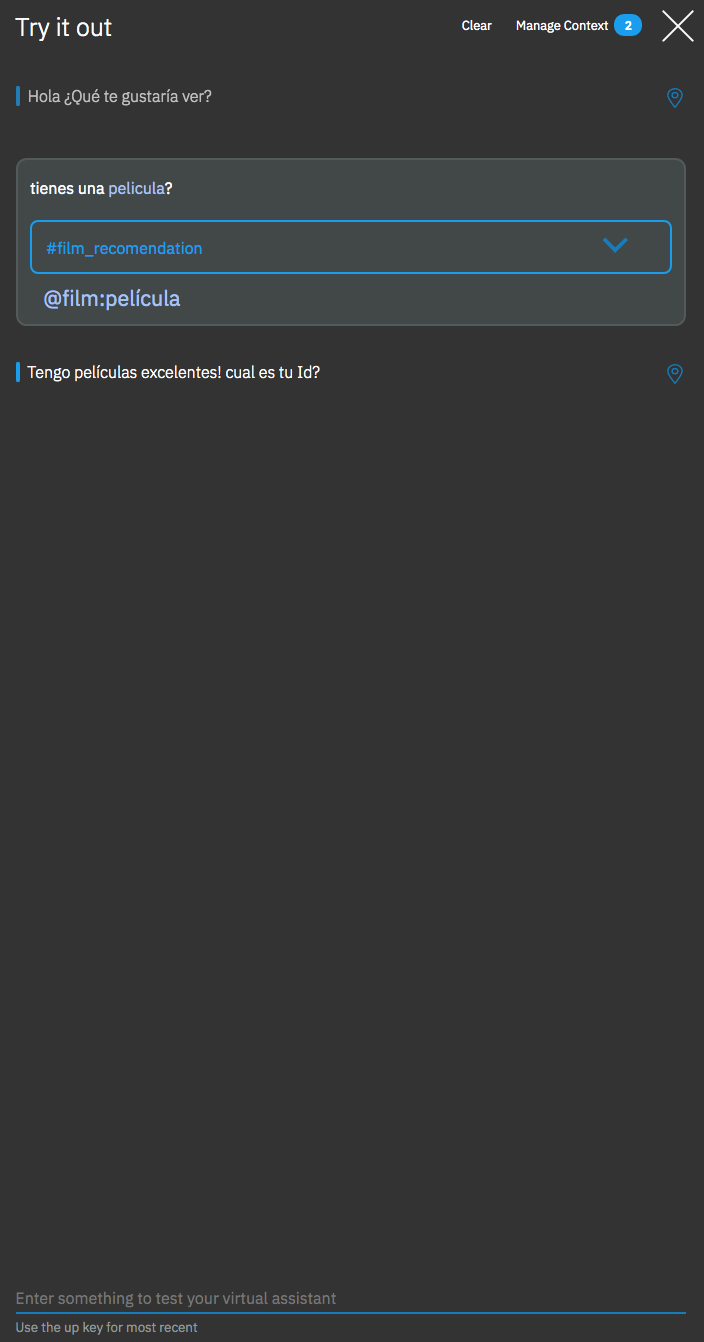 Try it out
Clear
Manage Context 2
Hola ¿Qué te gustaría ver?
tienes una pelicula?
#film_recomendation
@film:película
Tengo películas excelentes! cual es tu Id?
Enter something to test your virtual assistant
Use the up key for most recent